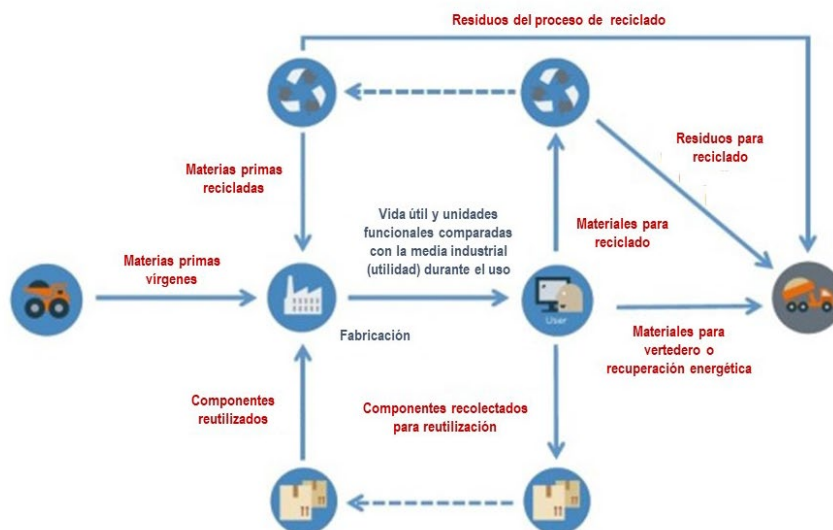 Residuos del proceso de reciclado
Residuos para
reciclado
Materias primas
recicladas
Vida útil y unidades
funcionales comparadas
con la media industrial
(utilidad) durante el uso
Materiales para
reciclado
Materias primas
vírgenes
User
Fabricación
Materiales para
vertedero o
recuperación energética
Componentes
reutilizados
Componentes recolectados
para reutilización